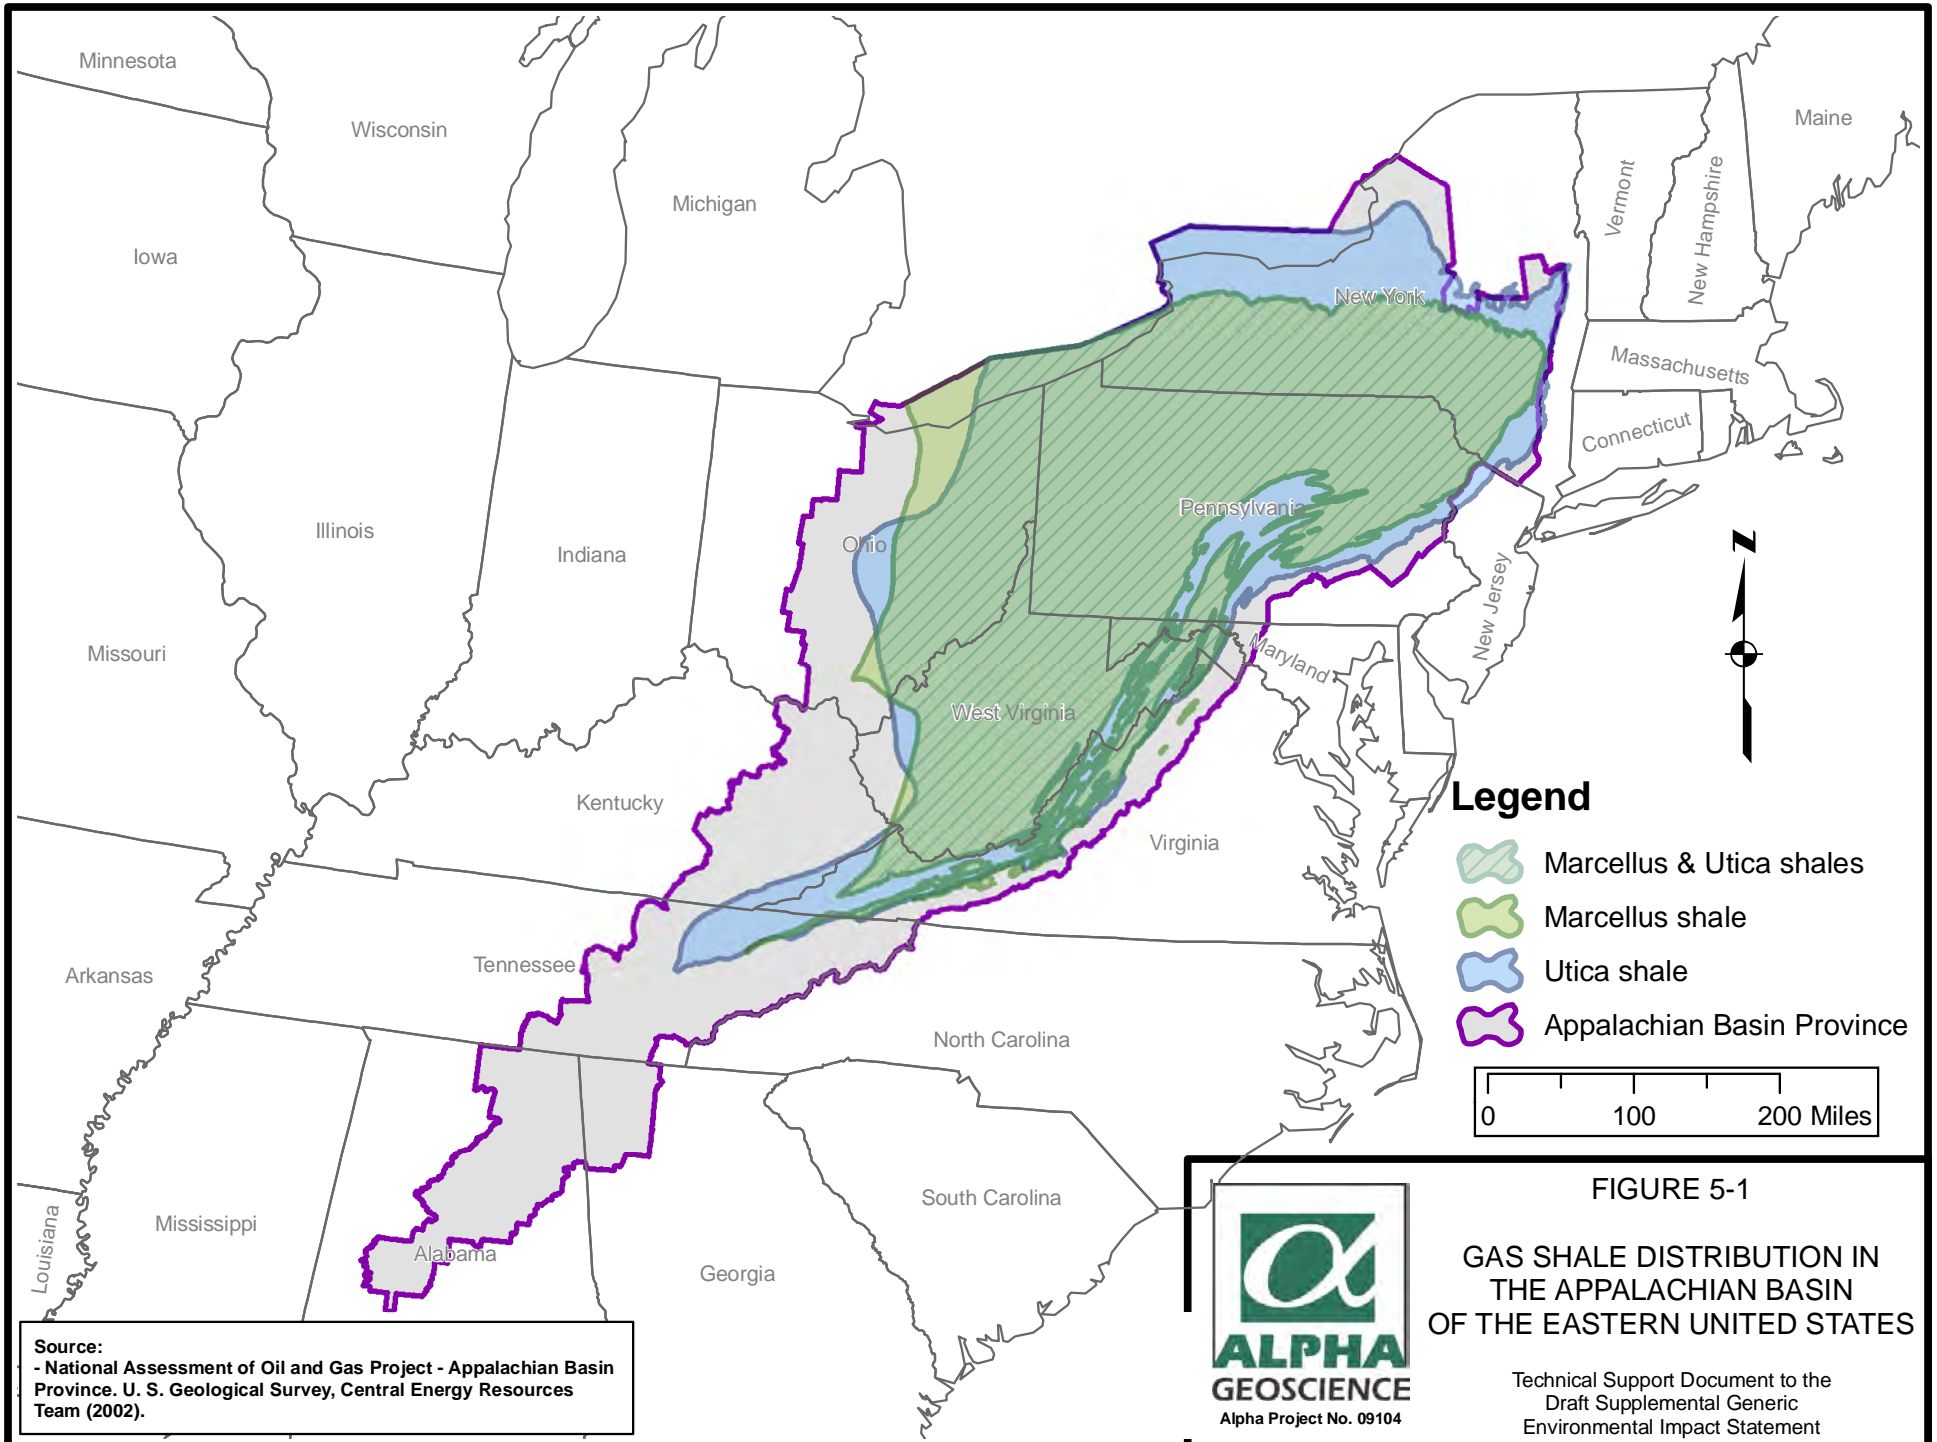 Minnesota
Wisconsin
Michigan
Maine
Vermont
New Hampshire
Iowa
New York
Massachusetts
Connecticut
Pennsylvania
Illinois
Indiana
Ohio
New Jersey
Missouri
Maryland
West Virginia
Kentucky
Virginia
Legend
Marcellus & Utica shales
Marcellus shale
Utica shale
Appalachian Basin Province
Tennessee
Arkansas
North Carolina
0 100 200 Miles
South Carolina
Mississippi
Louisiana
Alabama
Georgia
Source:
- National Assessment of Oil and Gas Project - Appalachian Basin
Province. U. S. Geological Survey, Central Energy Resources
Team (2002).
α
ALPHA
GEOSCIENCE
Alpha Project No. 09104
FIGURE 5-1
GAS SHALE DISTRIBUTION IN
THE APPALACHIAN BASIN
OF THE EASTERN UNITED STATES
Technical Support Document to the
Draft Supplemental Generic
Environmental Impact Statement
Z